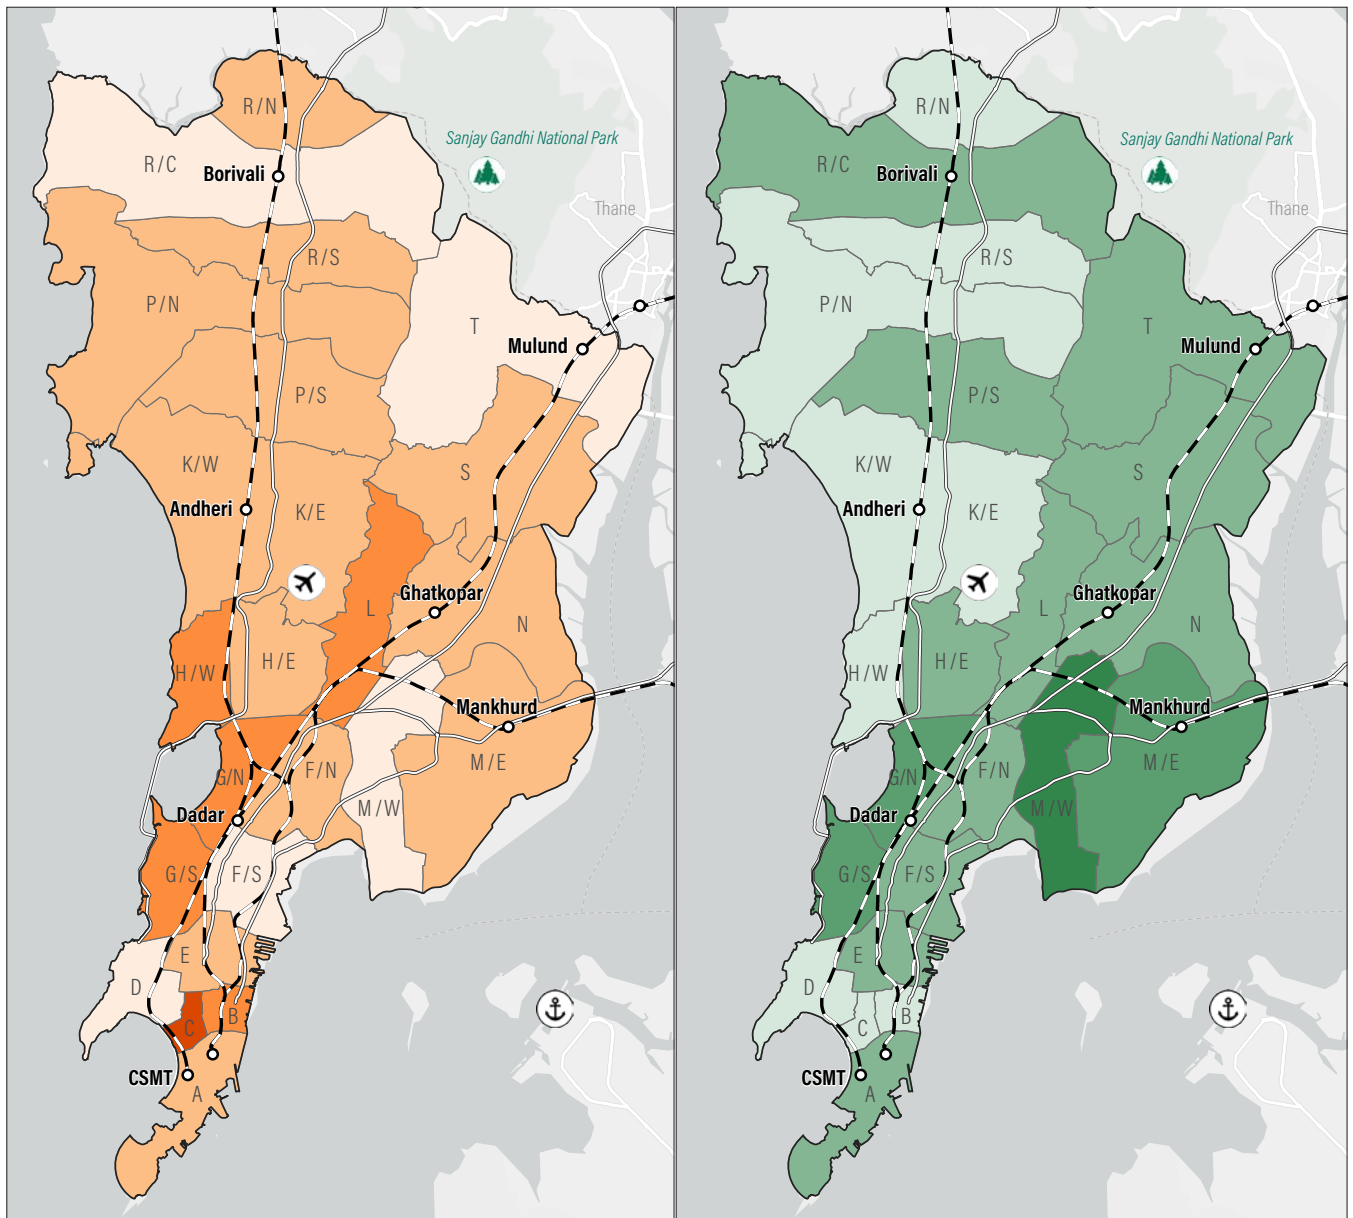 R/N
Sanjay Gandhi National Park
R/C
Borivali
Thane
R/S
P/N
T
Mulund
P/S
K/W
S
Andheri
K/E
Ghatkopar
L
N
H/W
H/E
Mankhurd
G/N
F/N
M/E
Dadar
M/W
G/S
F/S
E
D
C
B
CSMT
A
R/N
Sanjay Gandhi National Park
R/C
Borivali
Thane
R/S
P/N
T
Mulund
P/S
K/W
S
Andheri
K/E
Ghatkopar
L
N
H/W
H/E
Mankhurd
G/N
F/N
M/E
Dadar
M/W
G/S
F/S
E
D
C
B
CSMT
A